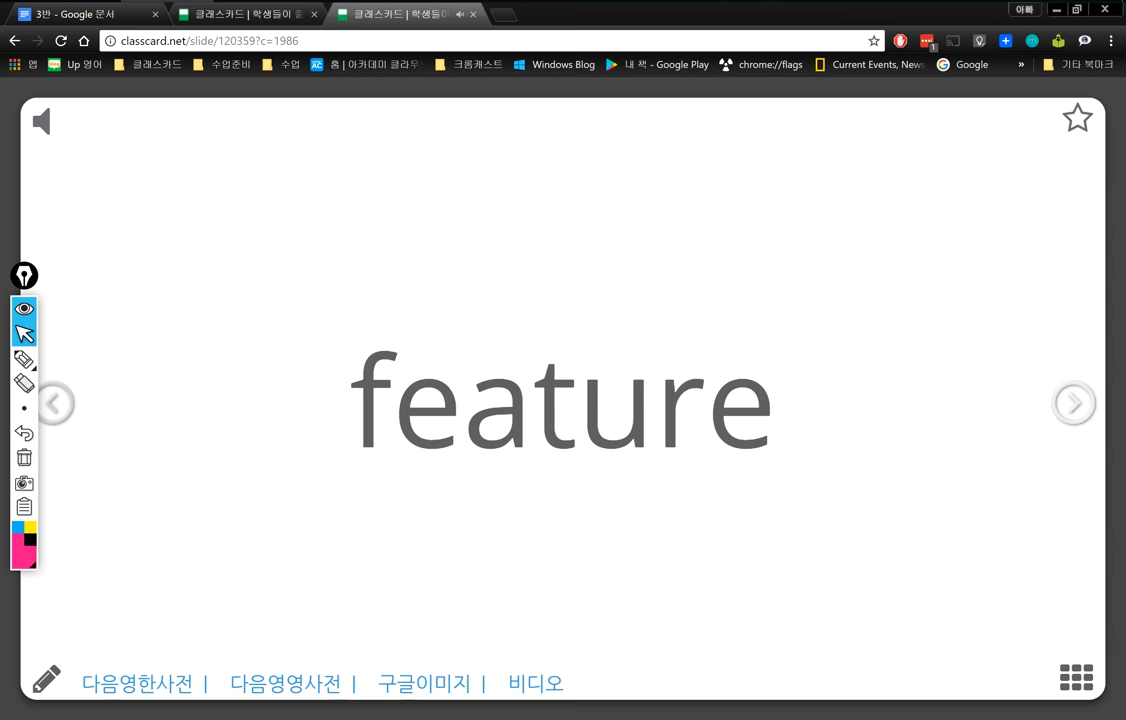 3반 - Google 문서
클래스카드 | 학생들이 좋
클래스카드 | 학생들이
아빠
classcard.net/slide/120359?c=1986
앱 Up 영어 클래스카드 수업준비 수업 홈 | 아카데미 클라우 크롬캐스트 Windows Blog 내 책 - Google Play chrome://flags Current Events, News Google » 기타 북마크
feature
다음영한사전 | 다음영영사전 | 구글이미지 | 비디오